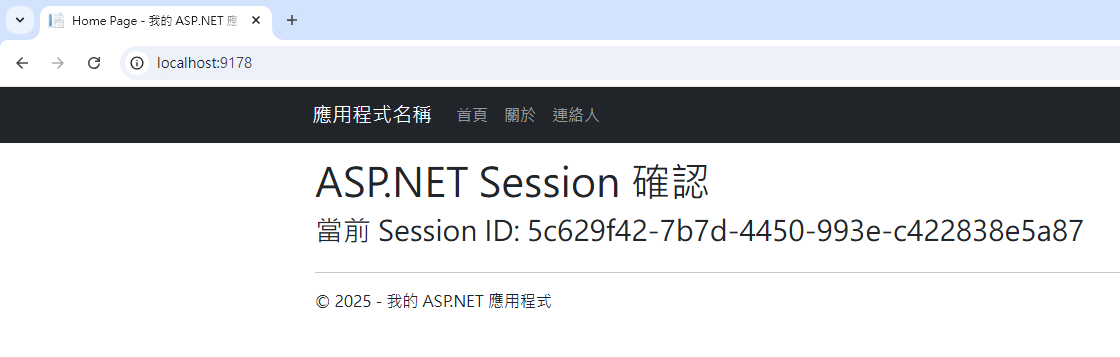 Home Page - 我的 ASP.NET 應
localhost:9178
應用程式名稱 首頁 關於 連絡人
ASP.NET Session 確認
當前 Session ID: 5c629f42-7b7d-4450-993e-c422838e5a87
© 2025 - 我的 ASP.NET 應用程式